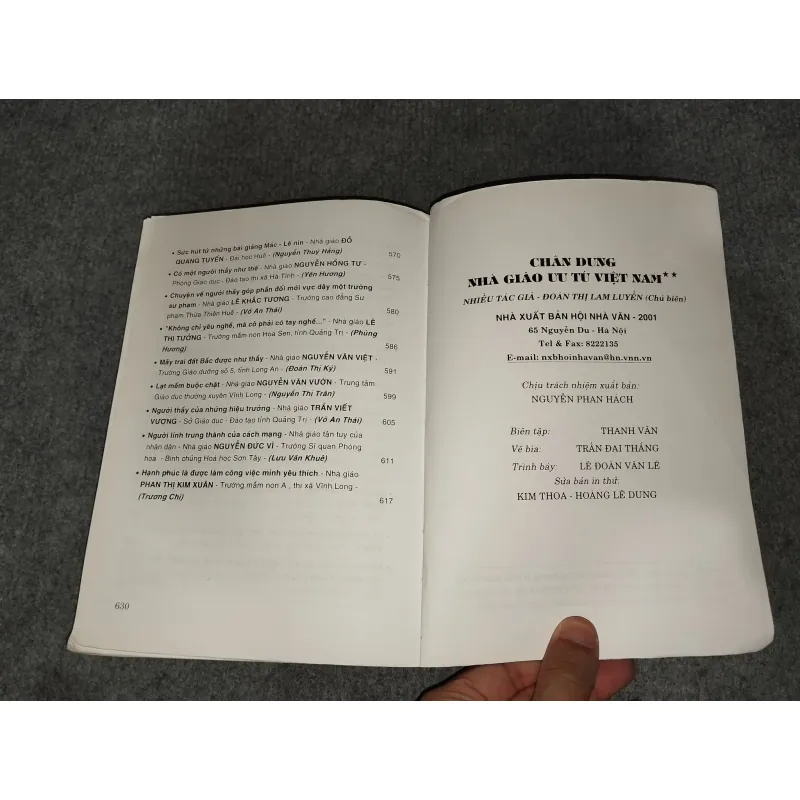 • Sức hút từ những bài giảng Mác - Lê nin - Nhà giáo ĐỖ
QUANG TUYẾN - Đại học Huế - (Nguyễn Thuý Hằng) 570
• Có một người thầy như thế - Nhà giáo NGUYỄN HỒNG TƯ -
Phòng Giáo dục - Đào tạo thị xã Hà Tĩnh - (Yên Hương) 575
• Chuyện về người thầy góp phần đổi mới vực dậy một trường
sư phạm - Nhà giáo LÊ KHẮC TƯỜNG - Trường cao đẳng Sư
phạm Thừa Thiên Huế - (Võ An Thái) 580
• "Không chỉ yêu nghề, mà cô phải có tay nghề..." - Nhà giáo LÊ
THỊ TƯỞNG - Trường mầm non Hoa Sen, tỉnh Quảng Trị - (Phùng
Hương) 586
• Mấy trai đất Bắc được như thầy - Nhà giáo NGUYỄN VĂN VIỆT -
Trường Giáo dưỡng số 5, tỉnh Long An - (Đoàn Thị Ký) 591
• Lạt mềm buộc chặt - Nhà giáo NGUYỄN VĂN VƯỜN - Trung tâm
Giáo dục thường xuyên Vĩnh Long - (Nguyễn Thi Trân) 599
• Người thầy của những hiệu trưởng - Nhà giáo TRẦN VIẾT
VƯƠNG - Sở Giáo dục - Đào tạo tỉnh Quảng Trị - (Võ An Thái) 605
• Người lính trung thành của cách mạng - Nhà giáo tận tuỵ của
nhân dân - Nhà giáo NGUYỄN ĐỨC VĨ - Trường Sĩ quan Phòng
hoá - Binh chủng Hoá học Sơn Tây - (Lưu Văn Khuê) 611
• Hạnh phúc là được làm công việc mình yêu thích - Nhà giáo
PHAN THỊ KIM XUÂN - Trường mầm non A , thị xã Vĩnh Long -
(Trương Chi) 617
630
CHÂN DUNG
NHÀ GIÁO ƯU TÚ VIỆT NAM**
NHIỀU TÁC GIẢ - ĐOÀN THỊ LAM LUYẾN (Chủ biên)
NHÀ XUẤT BẢN HỘI NHÀ VĂN - 2001
65 Nguyễn Du - Hà Nội
Tel & Fax: 8222135
E-mail: nxbhoinhavan@hn.vnn.vn
Chịu trách nhiệm xuất bản:
NGUYỄN PHAN HÁCH
Biên tập: THANH VÂN
Vẽ bìa: TRẦN ĐẠI THẮNG
Trình bày: LÊ ĐOÀN VĂN LÊ
Sửa bản in thử:
KIM THOA - HOÀNG LÊ DUNG